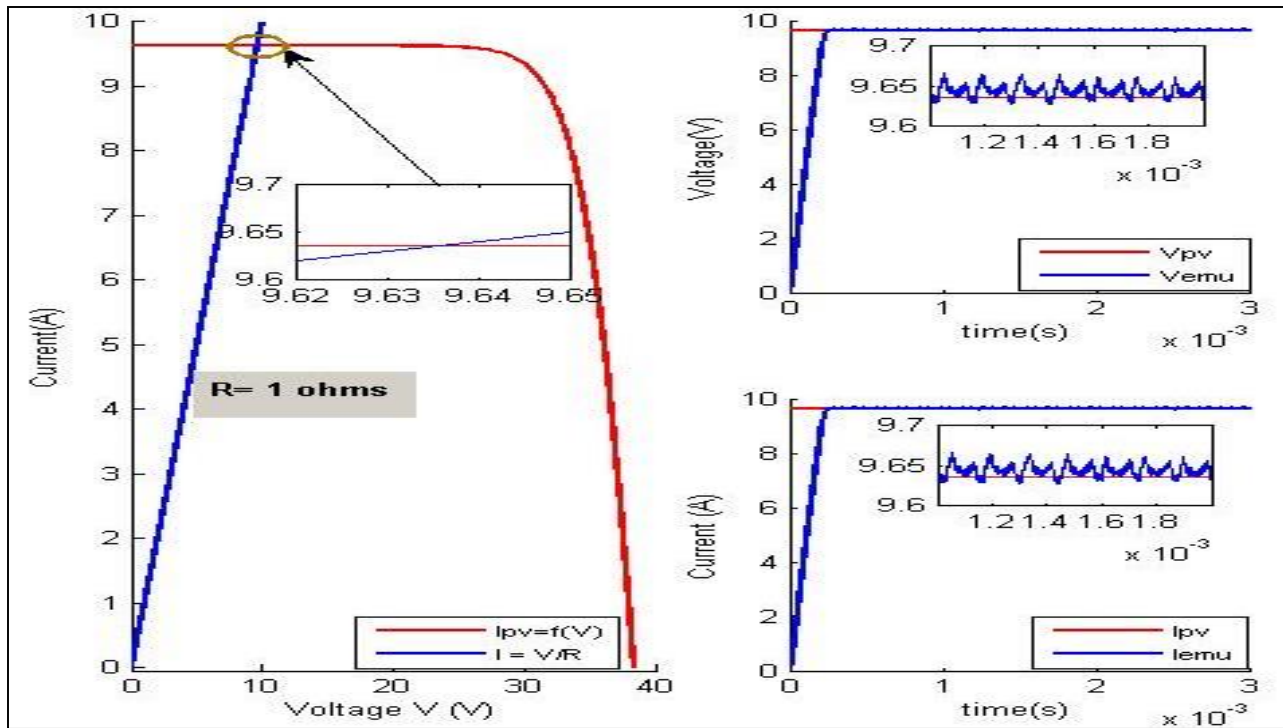 10
9
8
7
6
5
4
3
2
1
0
Current(A)
9.7
9.65
9.6
9.62 9.63 9.64 9.65
R= 1 ohms
Ipv=f(V)
I = V/R
0 10 20 30 40
Voltage V (V)
10
8
6
4
2
0
Voltage(V)
9.7
9.65
9.6
1.2 1.4 1.6 1.8
x 10-3
Vpv
Vemu
0 1 2 3
time(s)
x 10-3
10
8
6
4
2
0
Current (A)
9.7
9.65
9.6
1.2 1.4 1.6 1.8
x 10-3
Ipv
Iemu
0 1 2 3
time(s)
x 10-3